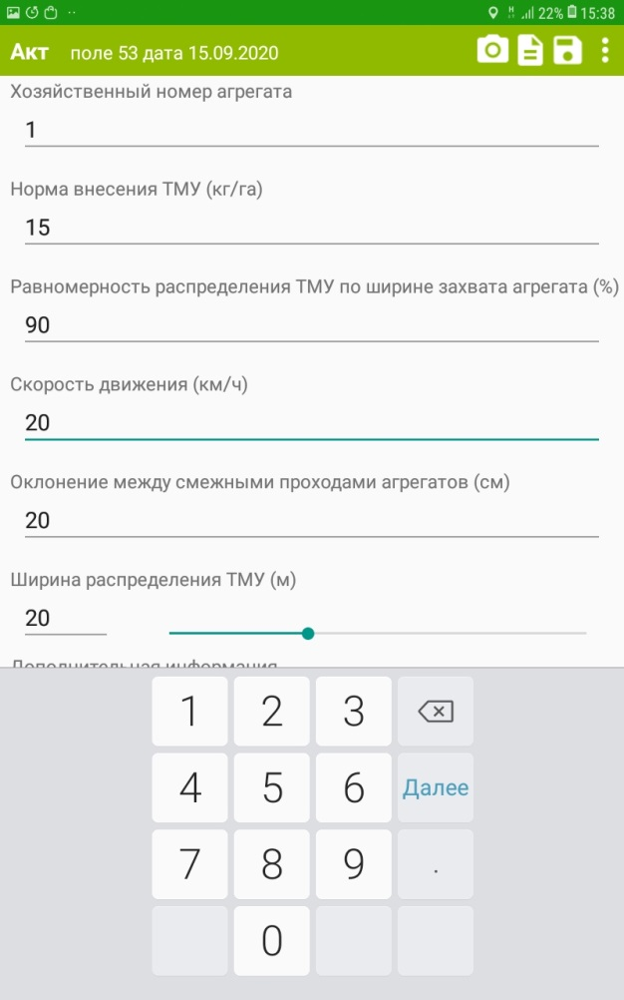 22% 15:38
Акт поле 53 дата 15.09.2020
Хозяйственный номер агрегата
1
Норма внесения ТМУ (кг/га)
15
Равномерность распределения ТМУ по ширине захвата агрегата (%)
90
Скорость движения (км/ч)
20
Оклонение между смежными проходами агрегатов (см)
20
Ширина распределения ТМУ (м)
20
Дополнительная информация
1 2 3
4 5 6 Далее
7 8 9 .
0